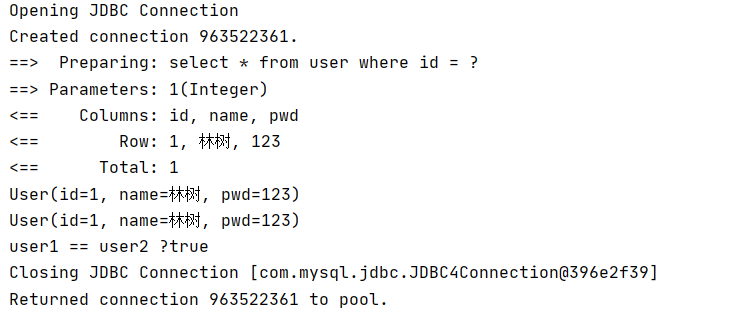 Opening JDBC Connection
Created connection 963522361.
==>  Preparing: select * from user where id = ?
==> Parameters: 1(Integer)
<==    Columns: id, name, pwd
<==        Row: 1, 林树, 123
<==      Total: 1
User(id=1, name=林树, pwd=123)
User(id=1, name=林树, pwd=123)
user1 == user2 ?true
Closing JDBC Connection [com.mysql.jdbc.JDBC4Connection@396e2f39]
Returned connection 963522361 to pool.